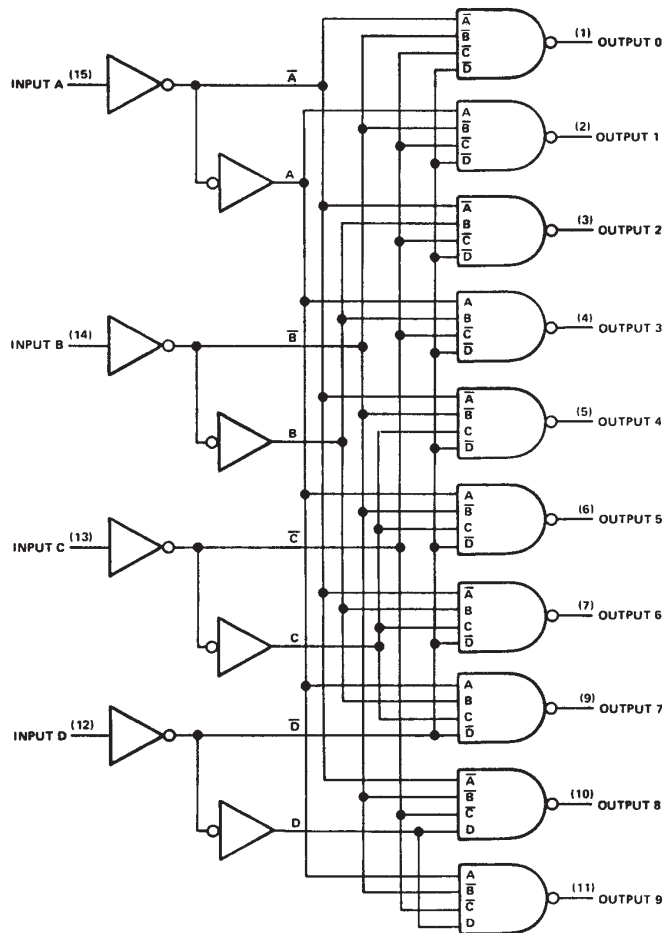 A̅
B̅
C̅
D̅
(1)
OUTPUT 0
INPUT A
(15)
A̅
A
B̅
C̅
D̅
(2)
OUTPUT 1
A
A̅
B
C̅
D̅
(3)
OUTPUT 2
A
B
C̅
D̅
(4)
OUTPUT 3
INPUT B
(14)
B̅
A̅
B̅
C
D̅
(5)
OUTPUT 4
B
A
B̅
C
D̅
(6)
OUTPUT 5
INPUT C
(13)
C̅
A̅
B
C
D̅
(7)
OUTPUT 6
C
A
B
C
D̅
(9)
OUTPUT 7
INPUT D
(12)
D̅
A̅
B̅
C̅
D
(10)
OUTPUT 8
D
A
B̅
C̅
D
(11)
OUTPUT 9